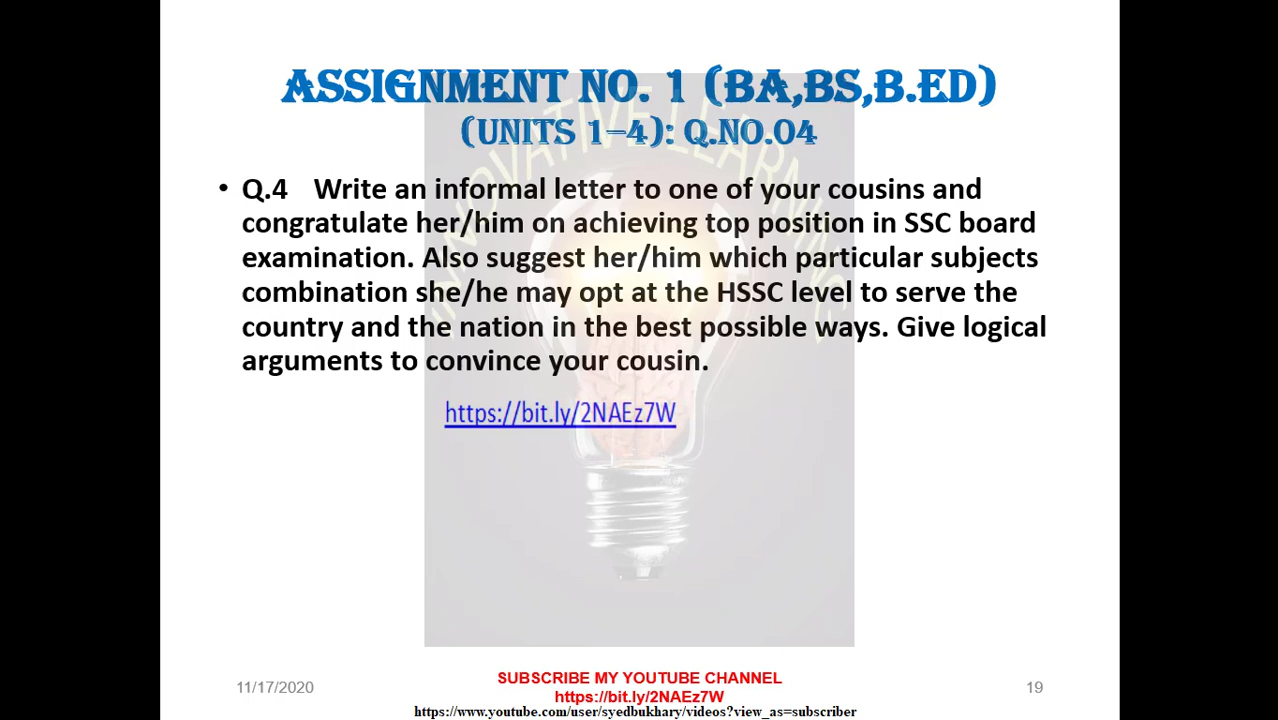 ASSIGNMENT NO. 1 (BA,BS,B.ED)
(UNITS 1–4): Q.NO.04
• Q.4 Write an informal letter to one of your cousins and
congratulate her/him on achieving top position in SSC board
examination. Also suggest her/him which particular subjects
combination she/he may opt at the HSSC level to serve the
country and the nation in the best possible ways. Give logical
arguments to convince your cousin.
https://bit.ly/2NAEz7W
INNOVATIVE LEARNING
11/17/2020
SUBSCRIBE MY YOUTUBE CHANNEL
https://bit.ly/2NAEz7W
https://www.youtube.com/user/syedbukhary/videos?view_as=subscriber
19